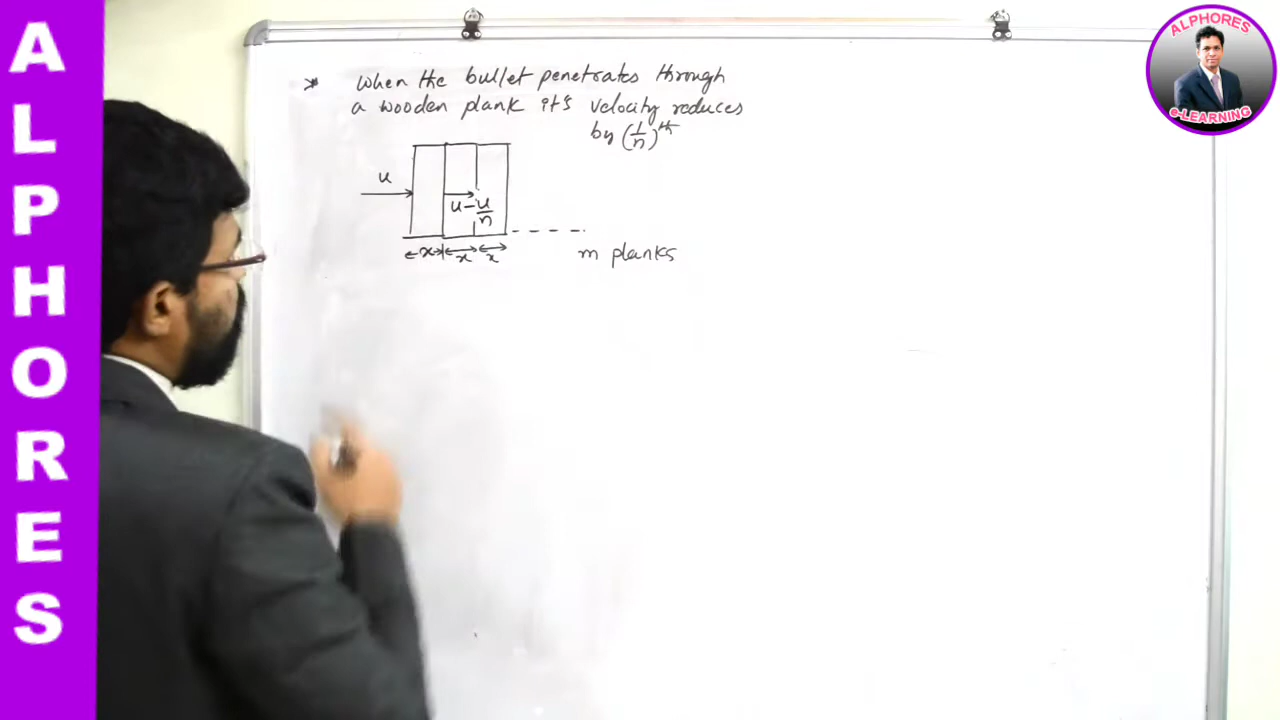 ALPHORES
* When the bullet penetrates through
a wooden plank it's velocity reduces
by (1/n)th
u
u - u/n
x x x
m planks
ALPHORES
e-LEARNING